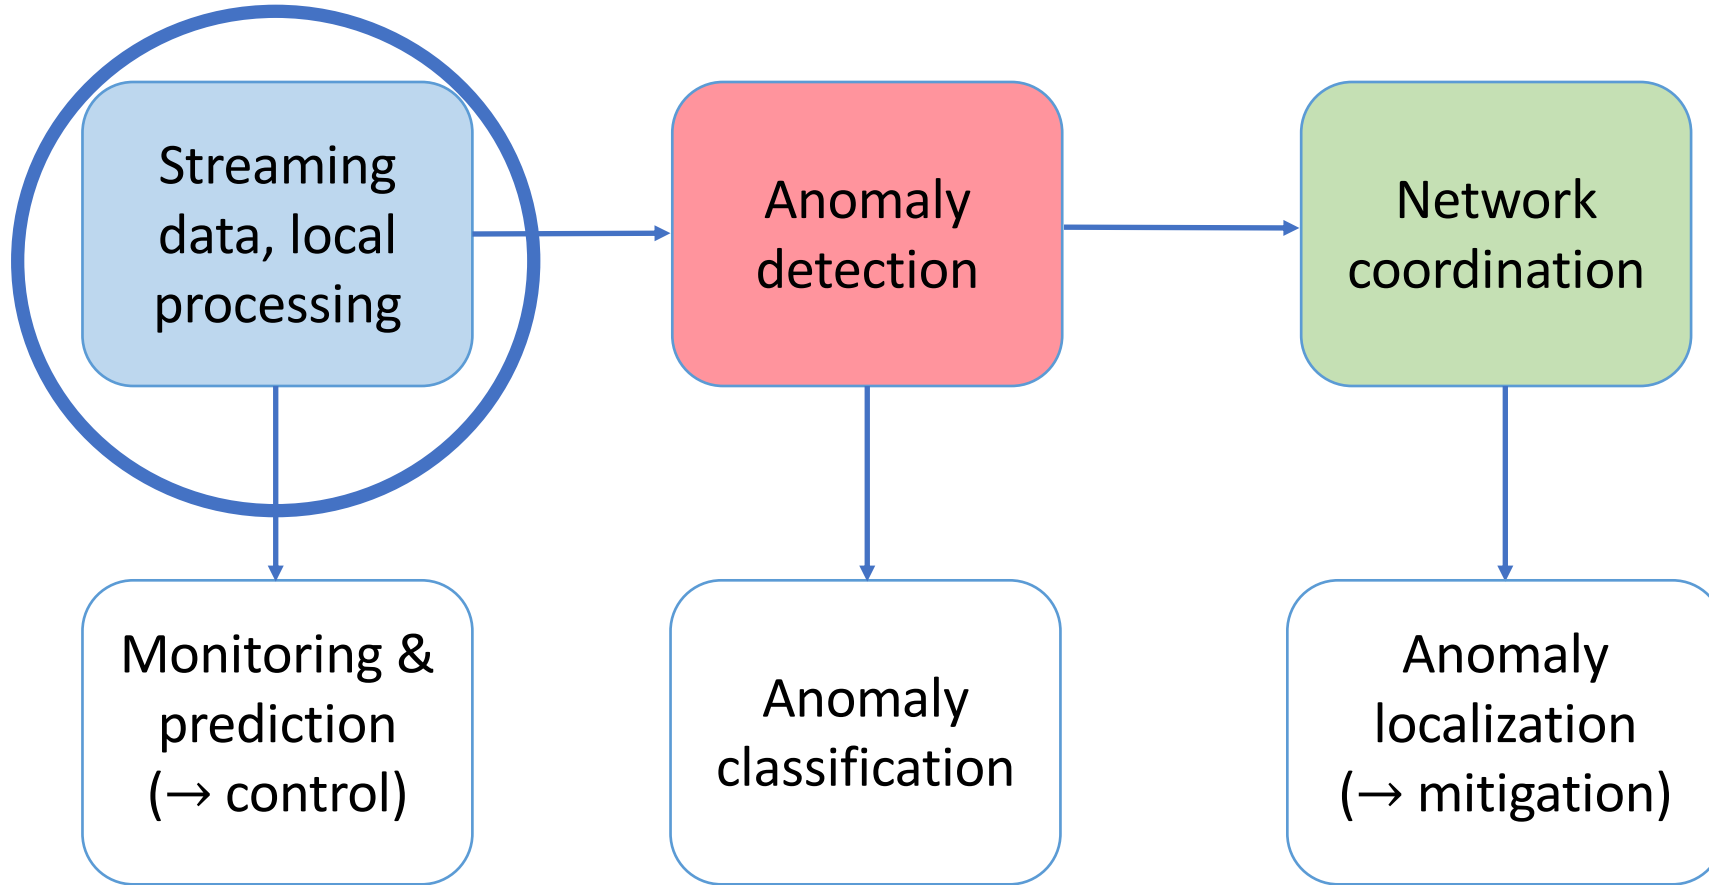 Streaming
data, local
processing
Anomaly
detection
Network
coordination
Monitoring &
prediction
(→ control)
Anomaly
classification
Anomaly
localization
(→ mitigation)